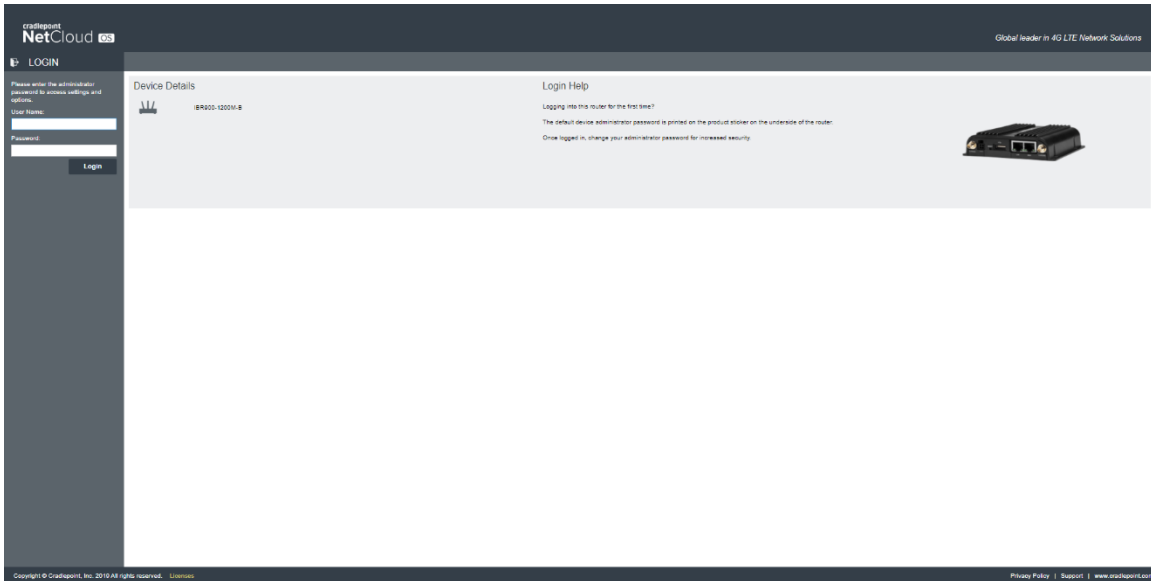 cradlepoint
NetCloud OS
Global leader in 4G LTE Network Solutions
LOGIN
Please enter the administrator
password to access settings and
options.
User Name:
Password:
Login
Device Details
IBR900-1200M-B
Login Help
Logging into this router for the first time?
The default device administrator password is printed on the product sticker on the underside of the router.
Once logged in, change your administrator password for increased security.
Copyright © Cradlepoint, Inc. 2019 All rights reserved. Licenses
Privacy Policy | Support | www.cradlepoint.com